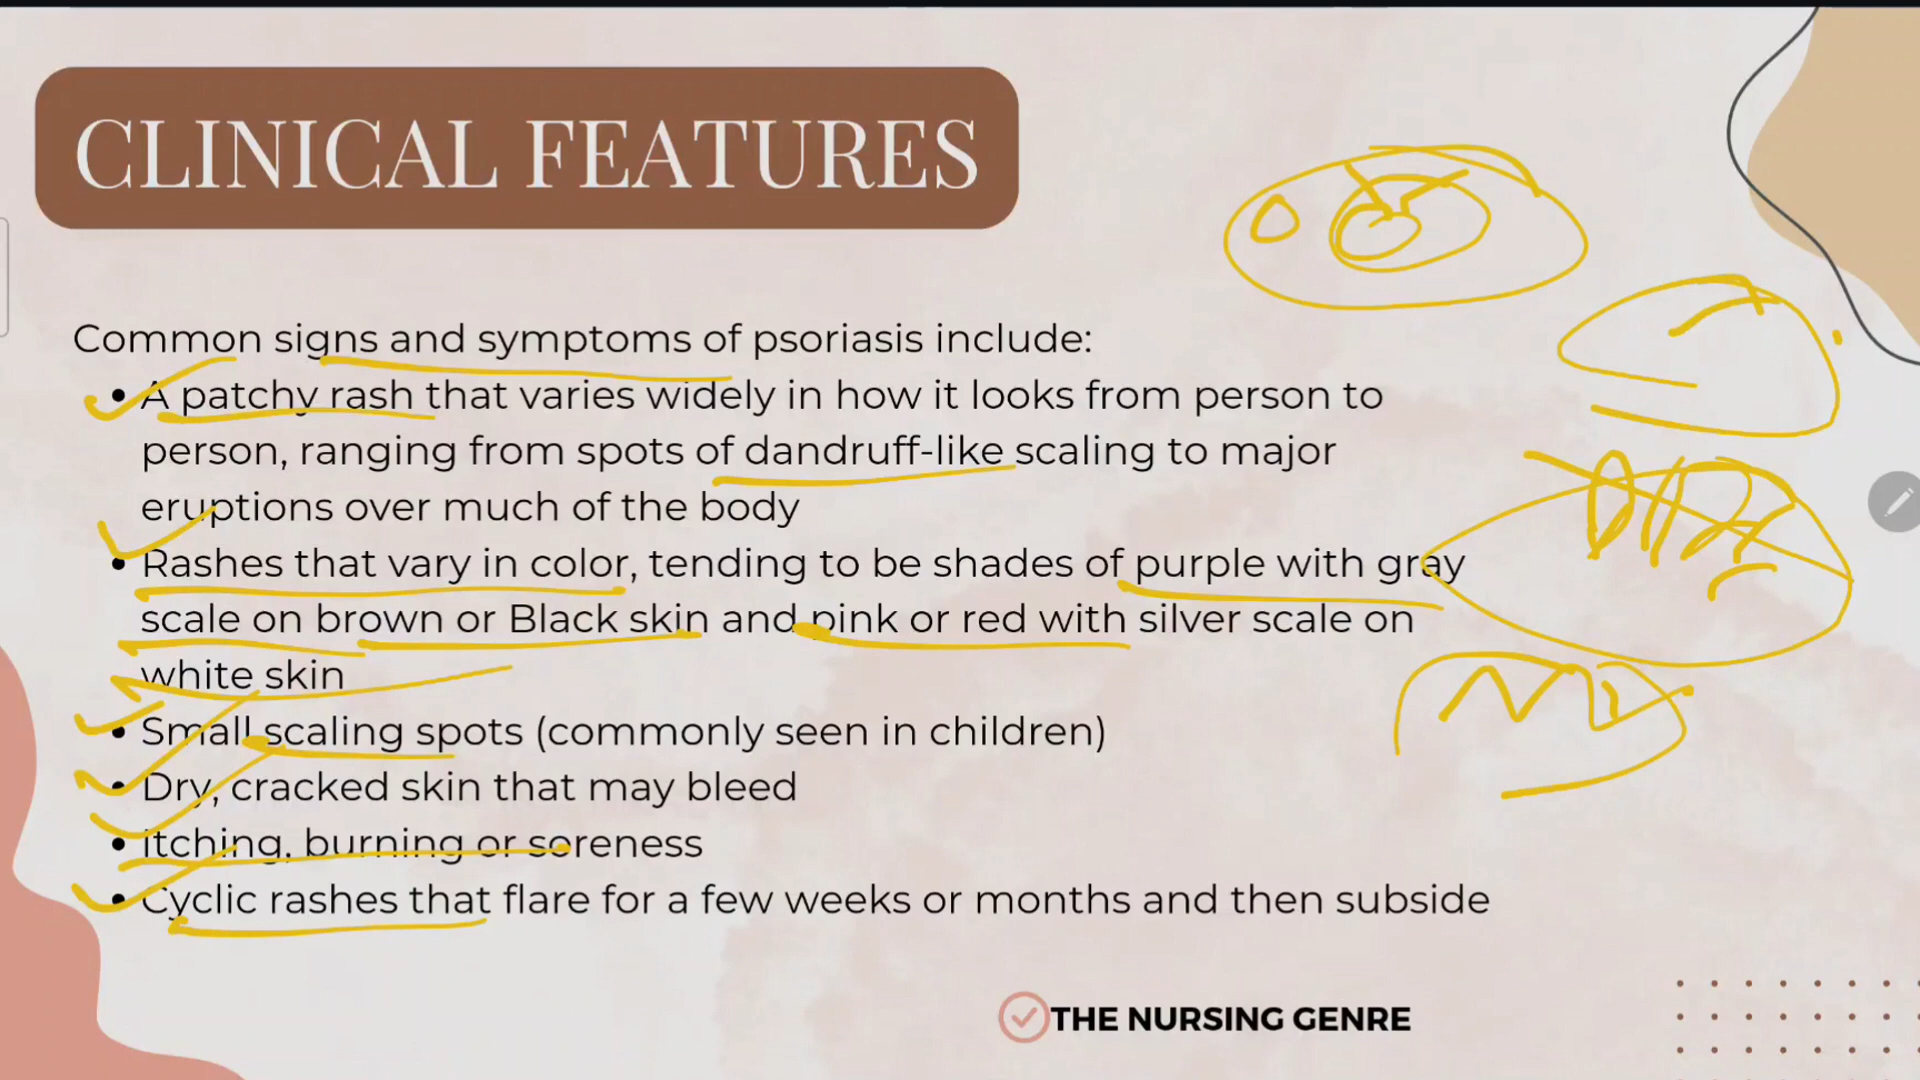 CLINICAL FEATURES
Common signs and symptoms of psoriasis include:
• A patchy rash that varies widely in how it looks from person to
person, ranging from spots of dandruff-like scaling to major
eruptions over much of the body
• Rashes that vary in color, tending to be shades of purple with gray
scale on brown or Black skin and pink or red with silver scale on
white skin
• Small scaling spots (commonly seen in children)
• Dry, cracked skin that may bleed
• Itching, burning or soreness
• Cyclic rashes that flare for a few weeks or months and then subside
THE NURSING GENRE